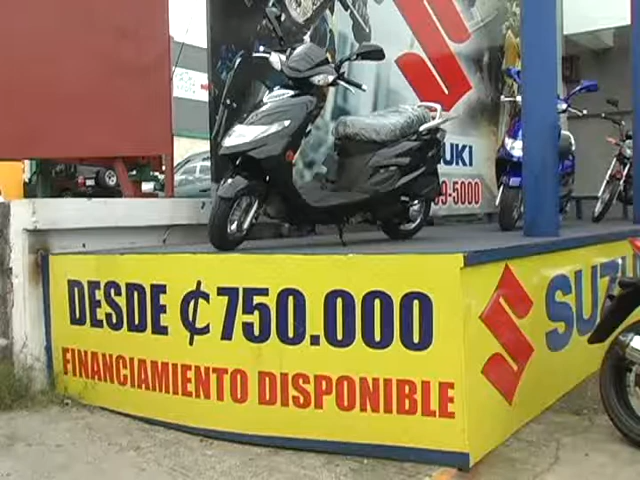 UKI
9-5000
DESDE ₡750.000
FINANCIAMIENTO DISPONIBLE
SUZU